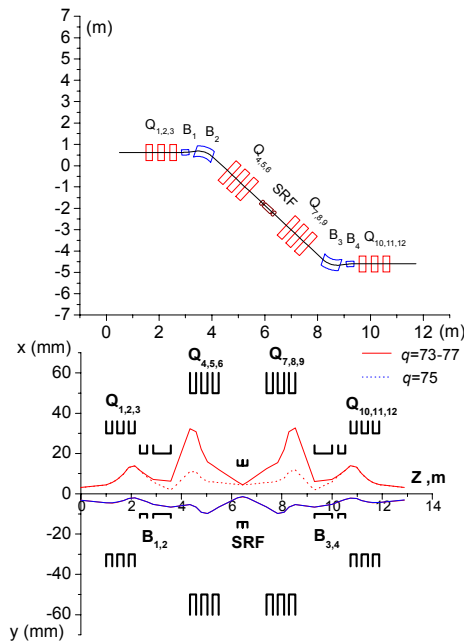 (m)
7
6
5
4
3
2
1
0
-1
-2
-3
-4
-5
-6
-7
Q1,2,3
B1
B2
Q4,5,6
SRF
Q7,8,9
B3 B4 Q10,11,12
0 2 4 6 8 10 12
(m)
x (mm)
60
40
20
0
-20
-40
-60
y (mm)
Q4,5,6
Q7,8,9
q=73-77
q=75
Q1,2,3
Q10,11,12
Z ,m
0 2 4 6 8 10 12 14
B1,2
SRF
B3,4